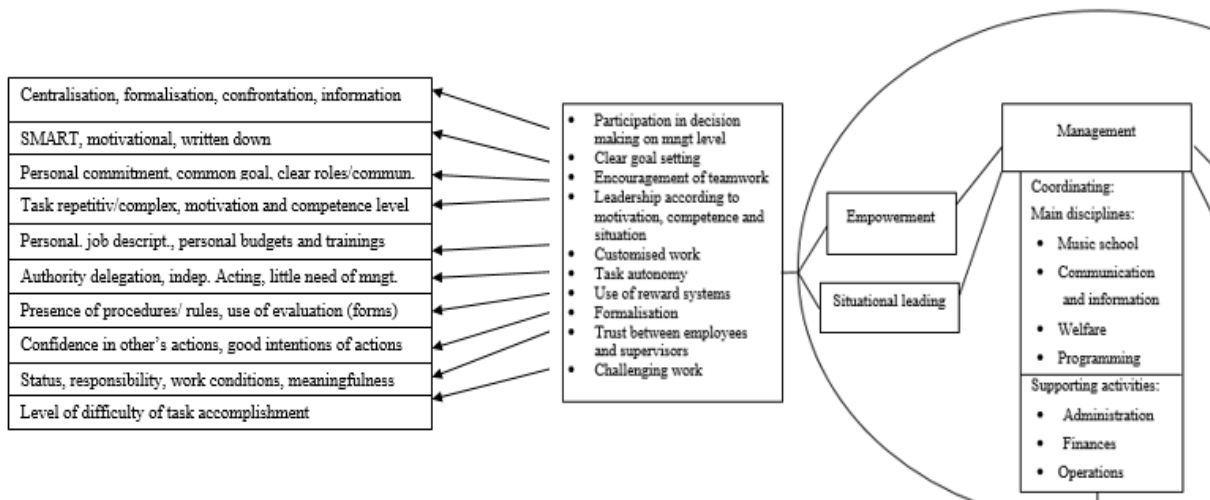 Centralisation, formalisation, confrontation, information
SMART, motivational, written down
Personal commitment, common goal, clear roles/commun.
Task repetitiv/complex, motivation and competence level
Personal. job descript., personal budgets and trainings
Authority delegation, indep. Acting, little need of mngt.
Presence of procedures/ rules, use of evaluation (forms)
Confidence in other's actions, good intentions of actions
Status, responsibility, work conditions, meaningfulness
Level of difficulty of task accomplishment
• Participation in decision
making on mngt level
• Clear goal setting
• Encouragement of teamwork
• Leadership according to
motivation, competence and
situation
• Customised work
• Task autonomy
• Use of reward systems
• Formalisation
• Trust between employees
and supervisors
• Challenging work
Empowerment
Situational leading
Management
Coordinating:
Main disciplines:
• Music school
• Communication
and information
• Welfare
• Programming
Supporting activities:
• Administration
• Finances
• Operations